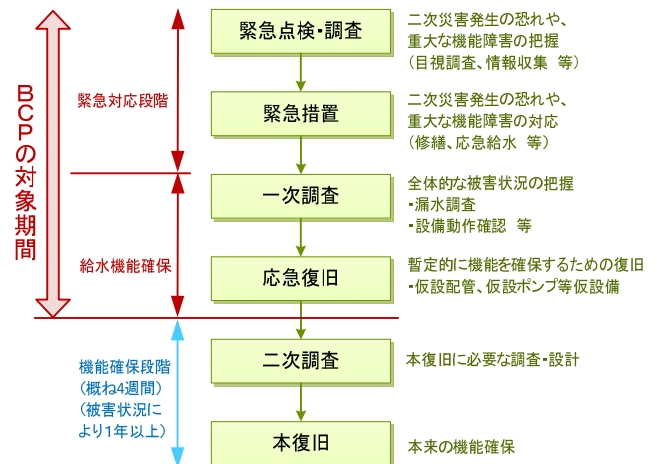 BCPの対象期間
緊急対応段階
給水機能確保
機能確保段階
（概ね4週間）
（被害状況に
より1年以上）
緊急点検・調査
二次災害発生の恐れや、
重大な機能障害の把握
（目視調査、情報収集　等）
緊急措置
二次災害発生の恐れや、
重大な機能障害の対応
（修繕、応急給水　等）
一次調査
全体的な被害状況の把握
・漏水調査
・設備動作確認　等
応急復旧
暫定的に機能を確保するための復旧
・仮設配管、仮設ポンプ等仮設備
二次調査
本復旧に必要な調査・設計
本復旧
本来の機能確保